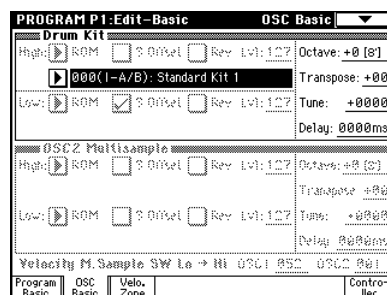 PROGRAM P1:Edit-Basic OSC Basic
Drum Kit
High: ROM S.Offset Rev Lvl:127 Octave: +0 [8']
000(I-A/B): Standard Kit 1 Transpose: +00
Low: ROM S.Offset Rev Lvl:127 Tune: +0000
Delay: 0000ms
OSC2 Multisample
High: ROM S.Offset Rev Lvl:127 Octave: +0 [8']
Transpose +00
Low: ROM S.Offset Rev Lvl:127 Tune: +0000
Delay 0000ms
Velocity M.Sample SW Lo → Hi OSC1 052 OSC2 001
Program Basic OSC Basic Velo. Zone Controller